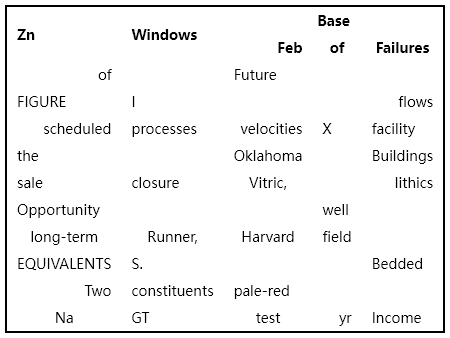 Zn Windows Feb Base of Failures
of Future
FIGURE I flows
scheduled processes velocities X facility
the Oklahoma Buildings
sale closure Vitric, lithics
Opportunity well
long-term Runner, Harvard field
EQUIVALENTS S. Bedded
Two constituents pale-red
Na GT test yr Income